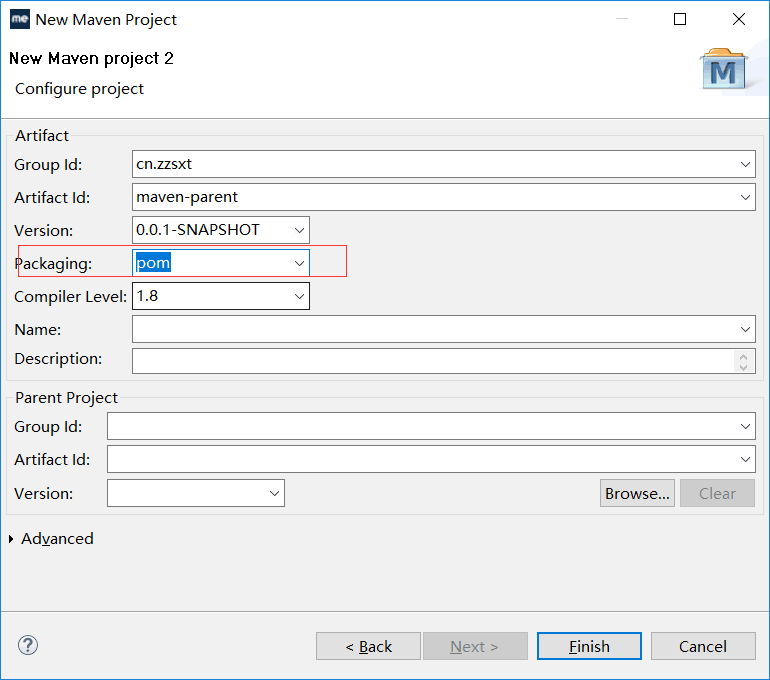 me New Maven Project
New Maven project 2
Configure project
M
Artifact
Group Id: cn.zzsxt
Artifact Id: maven-parent
Version: 0.0.1-SNAPSHOT
Packaging: pom
Compiler Level: 1.8
Name:
Description:
Parent Project
Group Id:
Artifact Id:
Version: Browse... Clear
Advanced
? < Back Next > Finish Cancel